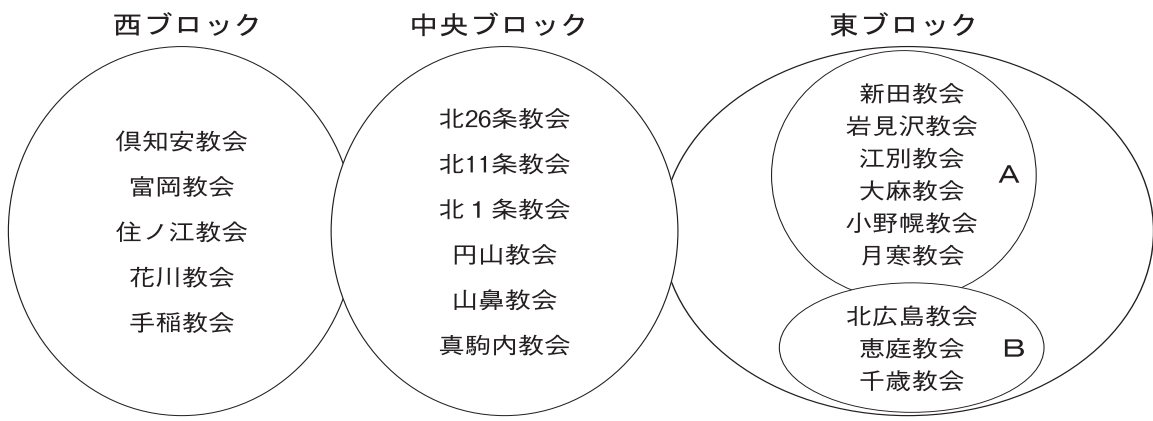 西ブロック
倶知安教会
富岡教会
住ノ江教会
花川教会
手稲教会
中央ブロック
北26条教会
北11条教会
北1条教会
円山教会
山鼻教会
真駒内教会
東ブロック
新田教会
岩見沢教会
江別教会
大麻教会
小野幌教会
月寒教会
A
北広島教会
恵庭教会
千歳教会
B